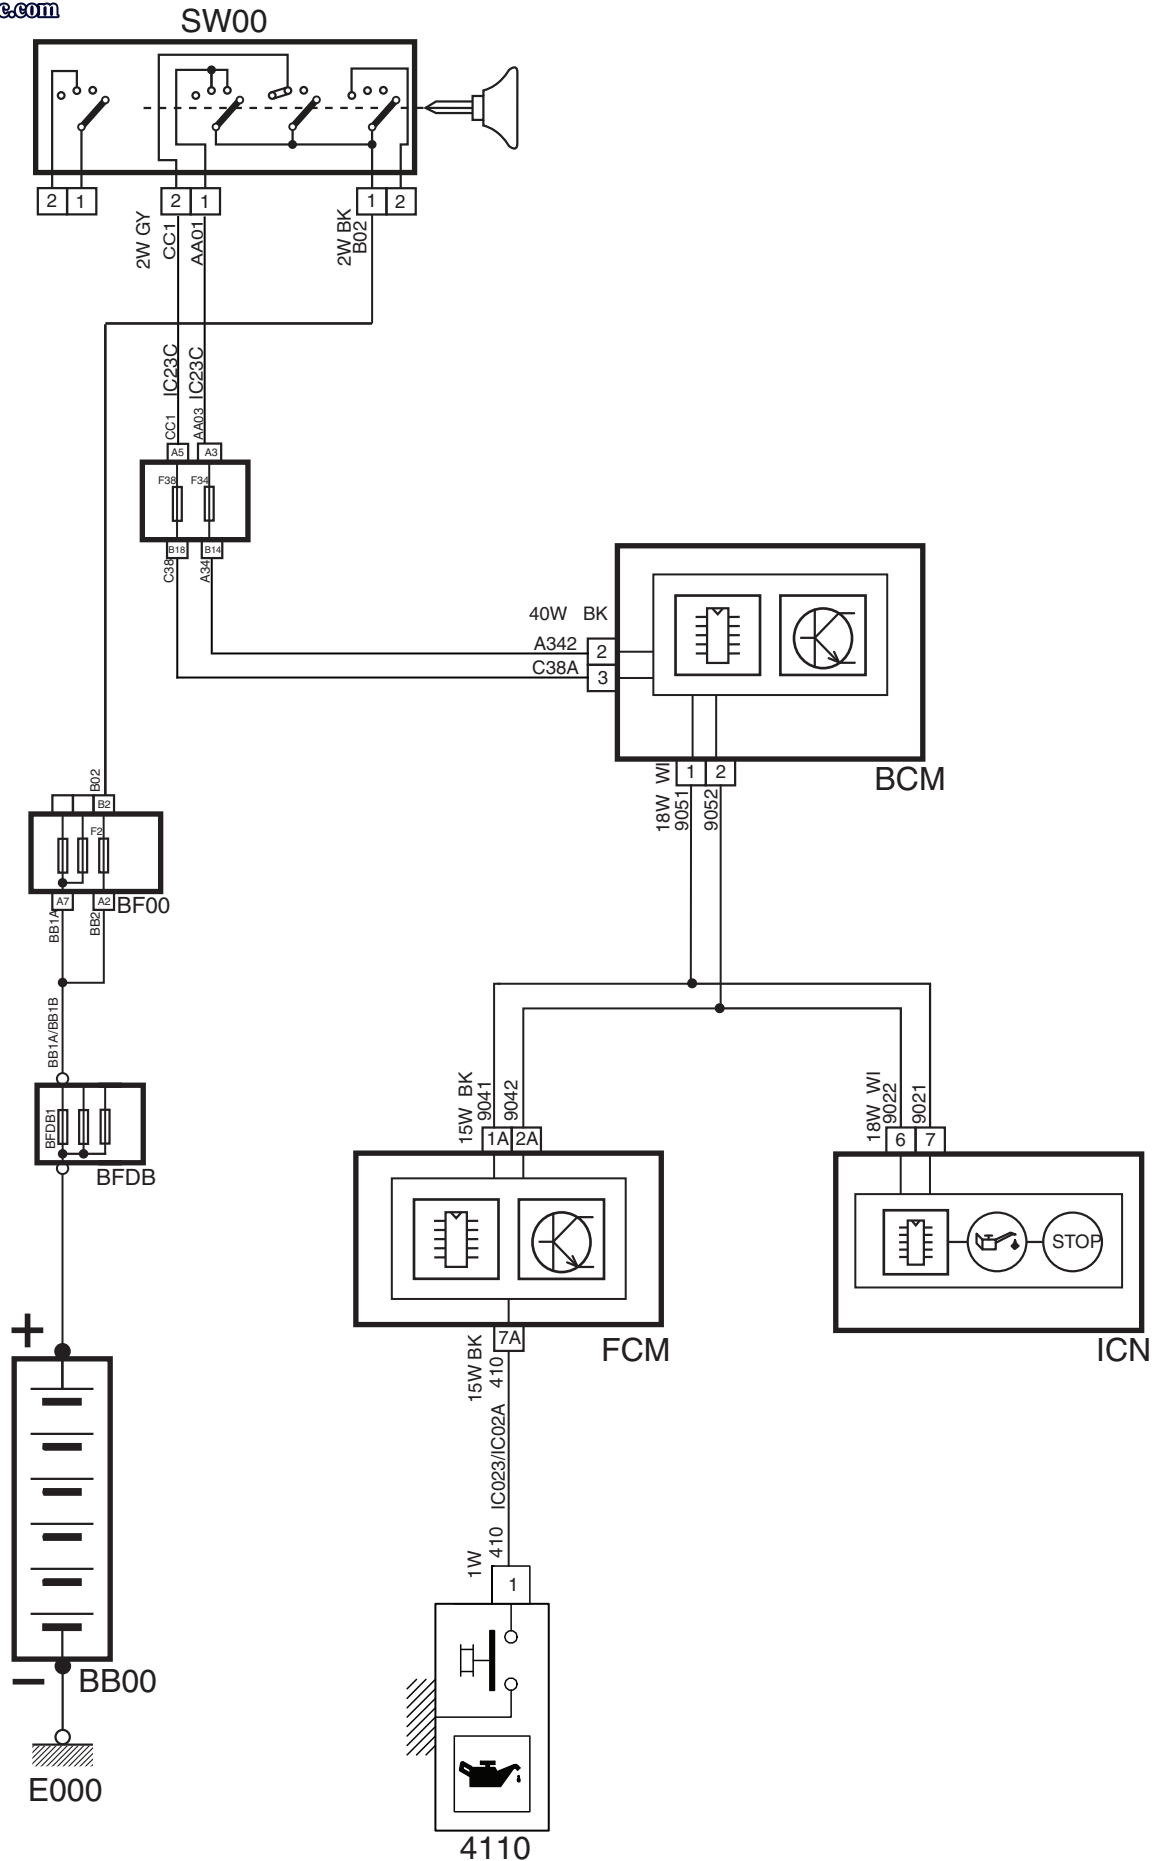 c.com
SW00
2 1
2 1
1 2
2W GY
CC1
AA01
2W BK
B02
IC23C
IC23C
CC1
AA03
A5 A3
F38 F34
B18 B14
C38
A34
40W BK
A342
C38A
2
3
BCM
1 2
18W WI
9051
9052
B02
B2
F2
A7 A2
BF00
BB1A
BB2
BB1A/BB1B
BFDB1
BFDB
15W BK
9041
9042
1A 2A
18W WI
9022
9021
6 7
STOP
FCM
ICN
7A
15W BK
410
IC023/IC02A
410
1W
1
+
−
BB00
E000
4110